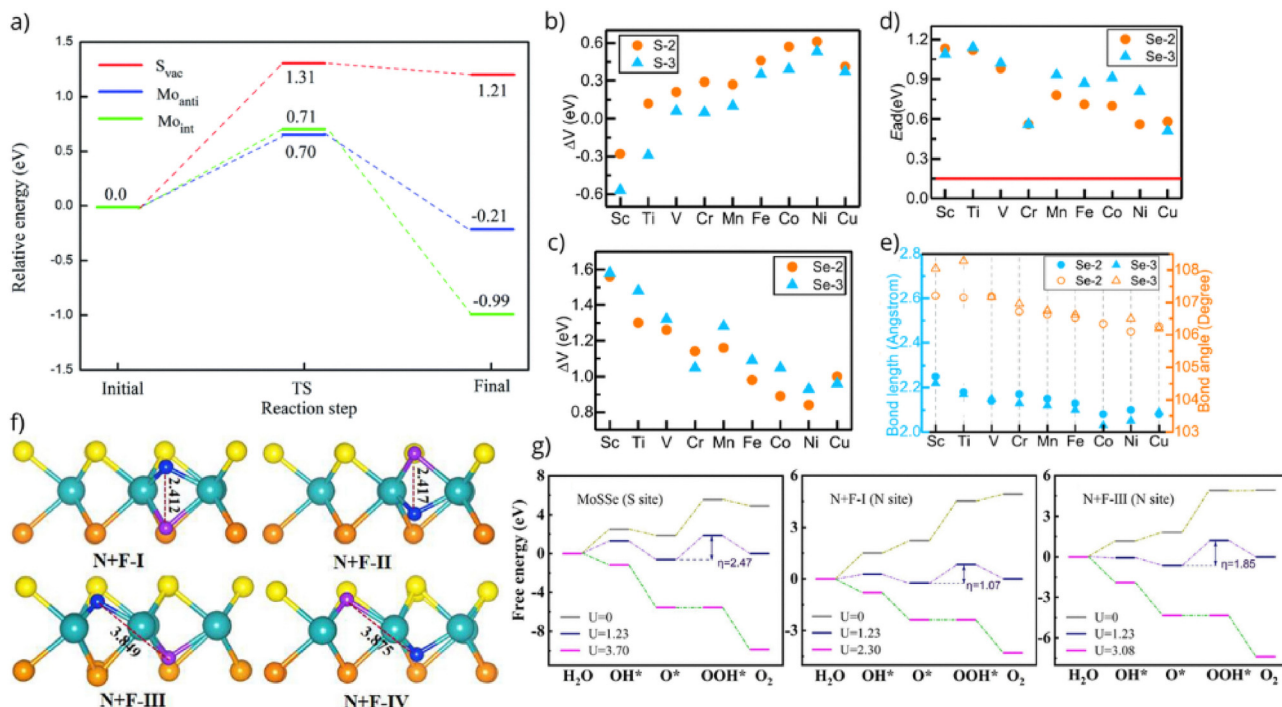 a)
Relative energy (eV)
1.5
1.0
0.5
0.0
-0.5
-1.0
-1.5
S_vac
Mo_anti
Mo_int
0.0
1.31
0.71
0.70
1.21
-0.21
-0.99
Initial
TS
Final
Reaction step
b)
ΔV (eV)
0.6
0.3
0.0
-0.3
-0.6
S-2
S-3
Sc Ti V Cr Mn Fe Co Ni Cu
c)
ΔV (eV)
1.6
1.4
1.2
1.0
0.8
Se-2
Se-3
Sc Ti V Cr Mn Fe Co Ni Cu
d)
Ead(eV)
1.2
0.9
0.6
0.3
0.0
Se-2
Se-3
Sc Ti V Cr Mn Fe Co Ni Cu
e)
Bond length (Angstrom)
2.8
2.6
2.4
2.2
2.0
Se-2 Se-3
Se-2 Se-3
108
107
106
105
104
103
Bond angle (Degree)
Sc Ti V Cr Mn Fe Co Ni Cu
f)
2.412
N+F-I
2.417
N+F-II
3.849
N+F-III
3.875
N+F-IV
g)
Free energy (eV)
8
4
0
-4
-8
MoSSe (S site)
η=2.47
U=0
U=1.23
U=3.70
H₂O OH* O* OOH* O₂
6
3
0
-3
N+F-I (N site)
η=1.07
U=0
U=1.23
U=2.30
H₂O OH* O* OOH* O₂
6
3
0
-3
-6
N+F-III (N site)
η=1.85
U=0
U=1.23
U=3.08
H₂O OH* O* OOH* O₂